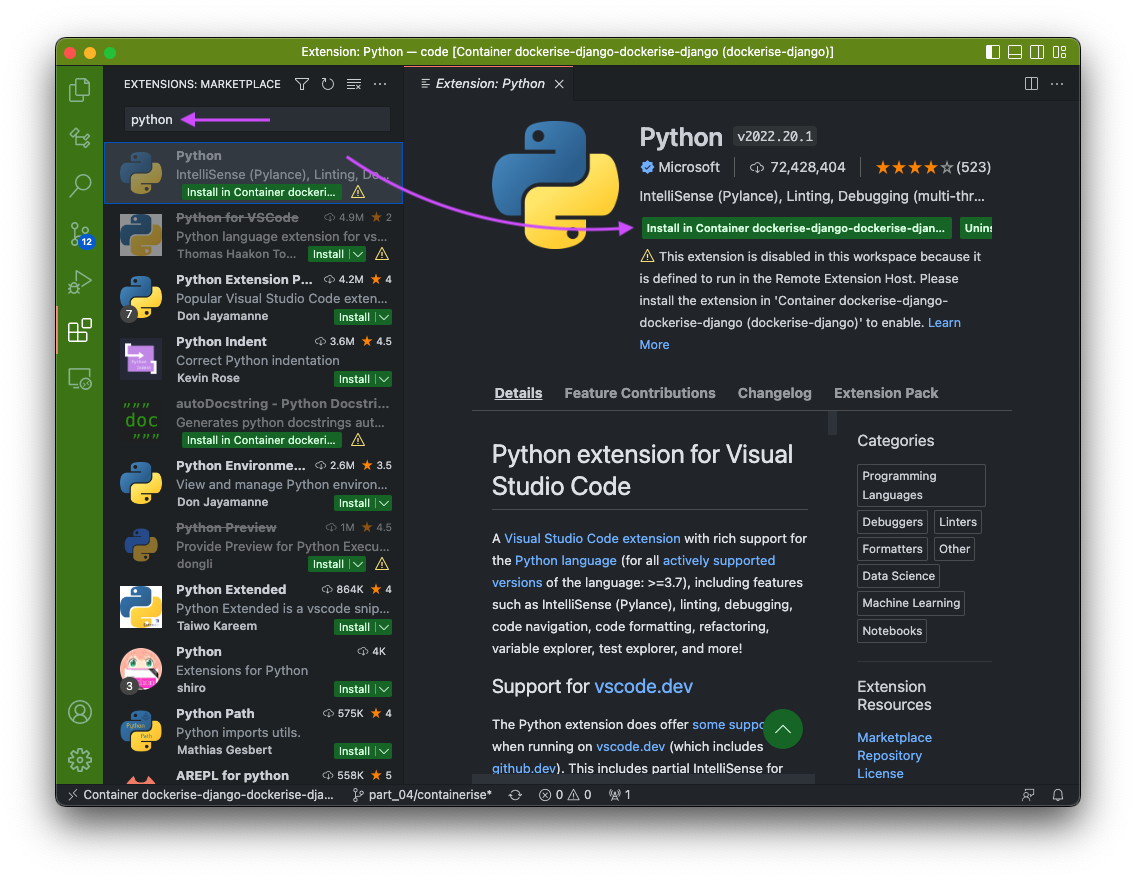 Extension: Python — code [Container dockerise-django-dockerise-django (dockerise-django)]
EXTENSIONS: MARKETPLACE
python
Python
IntelliSense (Pylance), Linting, De...
Install in Container dockeri...
Python for VSCode 4.9M 2
Python language extension for vs...
Thomas Haakon To... Install
Python Extension P... 4.2M 4
Popular Visual Studio Code exten...
Don Jayamanne Install
7
Python Indent 3.6M 4.5
Correct Python indentation
Kevin Rose Install
autoDocstring - Python Docstri...
Generates python docstrings aut...
Install in Container dockeri...
""" doc """
Python Environme... 2.6M 3.5
View and manage Python environ...
Don Jayamanne Install
Python Preview 1M 4.5
Provide Preview for Python Execu...
dongli Install
Python Extended 864K 4
Python Extended is a vscode snip...
Taiwo Kareem Install
Python 4K
Extensions for Python
shiro Install
3
Python Path 575K 4
Python imports utils.
Mathias Gesbert Install
Python
Path
AREPL for python 558K 5
12
Extension: Python
Python v2022.20.1
Microsoft 72,428,404 (523)
IntelliSense (Pylance), Linting, Debugging (multi-thr...
Install in Container dockerise-django-dockerise-djan... Unins
This extension is disabled in this workspace because it
is defined to run in the Remote Extension Host. Please
install the extension in 'Container dockerise-django-
dockerise-django (dockerise-django)' to enable. Learn
More
Details Feature Contributions Changelog Extension Pack
Python extension for Visual
Studio Code
A Visual Studio Code extension with rich support for
the Python language (for all actively supported
versions of the language: >=3.7), including features
such as IntelliSense (Pylance), linting, debugging,
code navigation, code formatting, refactoring,
variable explorer, test explorer, and more!
Support for vscode.dev
The Python extension does offer some suppo
when running on vscode.dev (which includes
github.dev). This includes partial IntelliSense for
Categories
Programming
Languages
Debuggers Linters
Formatters Other
Data Science
Machine Learning
Notebooks
Extension
Resources
Marketplace
Repository
License
Container dockerise-django-dockerise-dja... part_04/containerise* 0 0 1